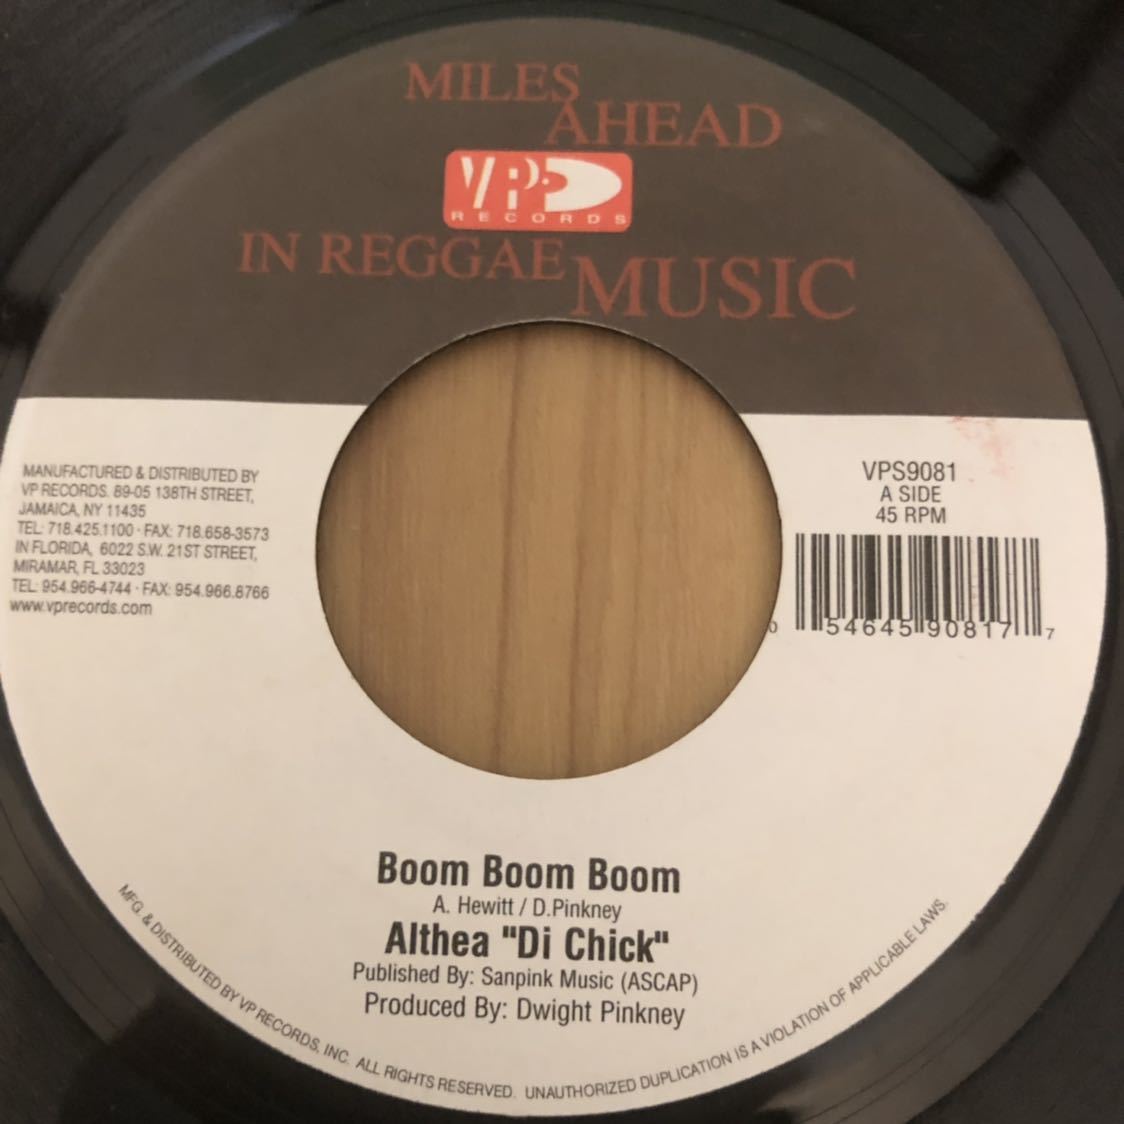 MILES
AHEAD
VP
RECORDS
IN REGGAE
MUSIC
MANUFACTURED & DISTRIBUTED BY
VP RECORDS. 89-05 138TH STREET,
JAMAICA, NY 11435
TEL: 718.425.1100 · FAX: 718.658-3573
IN FLORIDA, 6022 S.W. 21ST STREET,
MIRAMAR, FL 33023
TEL: 954.966-4744 · FAX: 954.966.8766
www.vprecords.com
VPS9081
A SIDE
45 RPM
0 54645 90817 7
Boom Boom Boom
A. Hewitt / D.Pinkney
Althea "Di Chick"
Published By: Sanpink Music (ASCAP)
Produced By: Dwight Pinkney
MFG. & DISTRIBUTED BY VP RECORDS, INC. ALL RIGHTS RESERVED. UNAUTHORIZED DUPLICATION IS A VIOLATION OF APPLICABLE LAWS.